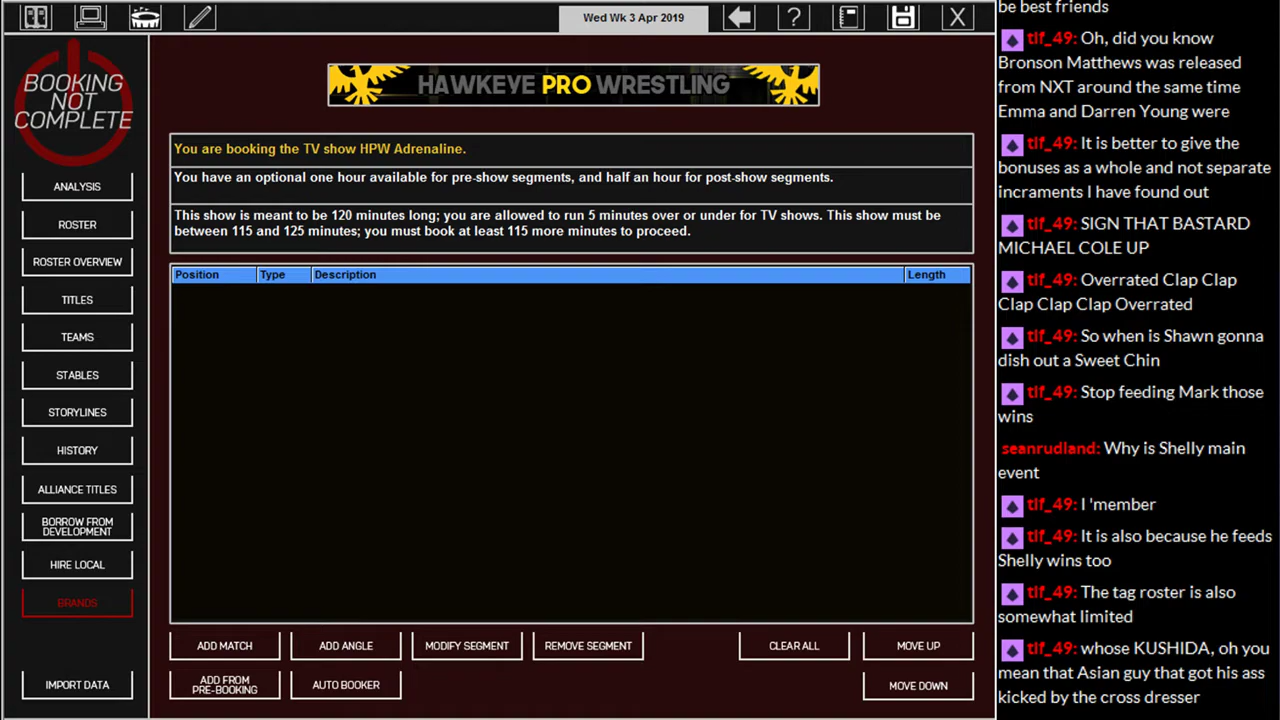 Wed Wk 3 Apr 2019
?
X
BOOKING
NOT
COMPLETE
HAWKEYE PRO WRESTLING
You are booking the TV show HPW Adrenaline.
You have an optional one hour available for pre-show segments, and half an hour for post-show segments.
This show is meant to be 120 minutes long; you are allowed to run 5 minutes over or under for TV shows. This show must be
between 115 and 125 minutes; you must book at least 115 more minutes to proceed.
Position Type Description Length
ANALYSIS
ROSTER
ROSTER OVERVIEW
TITLES
TEAMS
STABLES
STORYLINES
HISTORY
ALLIANCE TITLES
BORROW FROM
DEVELOPMENT
HIRE LOCAL
BRANDS
IMPORT DATA
ADD MATCH
ADD ANGLE
MODIFY SEGMENT
REMOVE SEGMENT
CLEAR ALL
MOVE UP
ADD FROM
PRE-BOOKING
AUTO BOOKER
MOVE DOWN
be best friends
tlf_49: Oh, did you know
Bronson Matthews was released
from NXT around the same time
Emma and Darren Young were
tlf_49: It is better to give the
bonuses as a whole and not separate
incraments I have found out
tlf_49: SIGN THAT BASTARD
MICHAEL COLE UP
tlf_49: Overrated Clap Clap
Clap Clap Clap Overrated
tlf_49: So when is Shawn gonna
dish out a Sweet Chin
tlf_49: Stop feeding Mark those
wins
seanrudland: Why is Shelly main
event
tlf_49: I 'member
tlf_49: It is also because he feeds
Shelly wins too
tlf_49: The tag roster is also
somewhat limited
tlf_49: whose KUSHIDA, oh you
mean that Asian guy that got his ass
kicked by the cross dresser